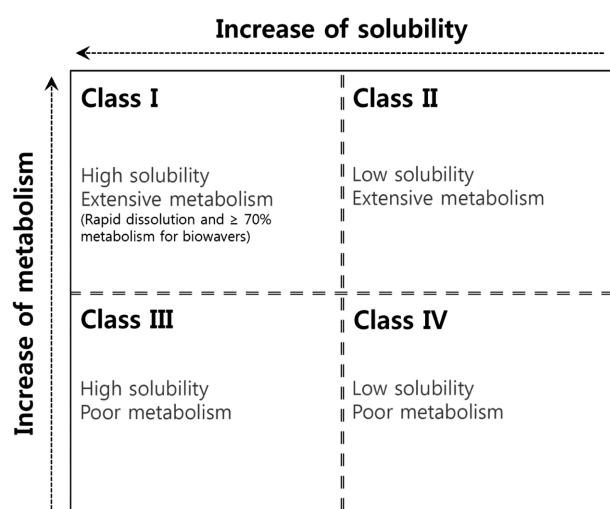 Increase of solubility
Increase of metabolism
Class I
High solubility
Extensive metabolism
(Rapid dissolution and ≥ 70%
metabolism for biowavers)
Class II
Low solubility
Extensive metabolism
Class III
High solubility
Poor metabolism
Class IV
Low solubility
Poor metabolism